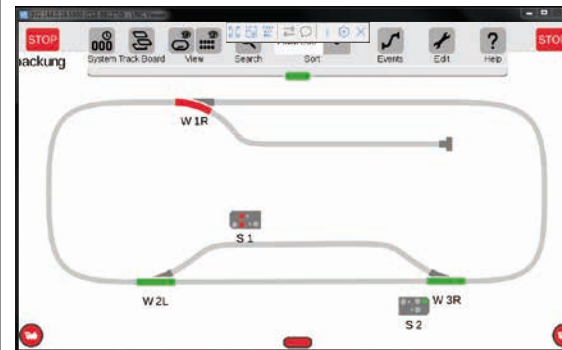 STOP
STOP
packung
System Track Board
View
Search
Sort
Events
Edit
Help
W 1R
S 1
W 2L
W 3R
S 2